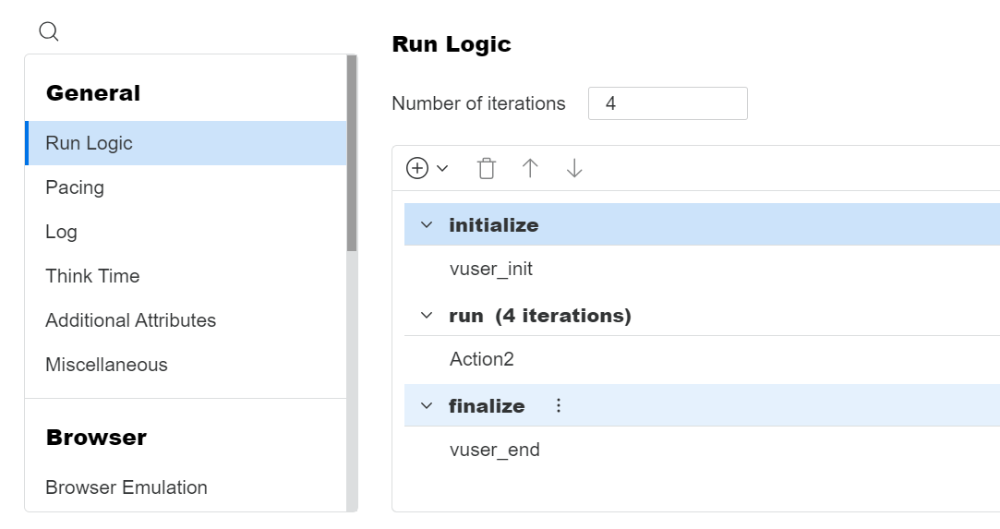 General
Run Logic
Pacing
Log
Think Time
Additional Attributes
Miscellaneous
Browser
Browser Emulation
Run Logic
Number of iterations 4
initialize
vuser_init
run (4 iterations)
Action2
finalize
vuser_end